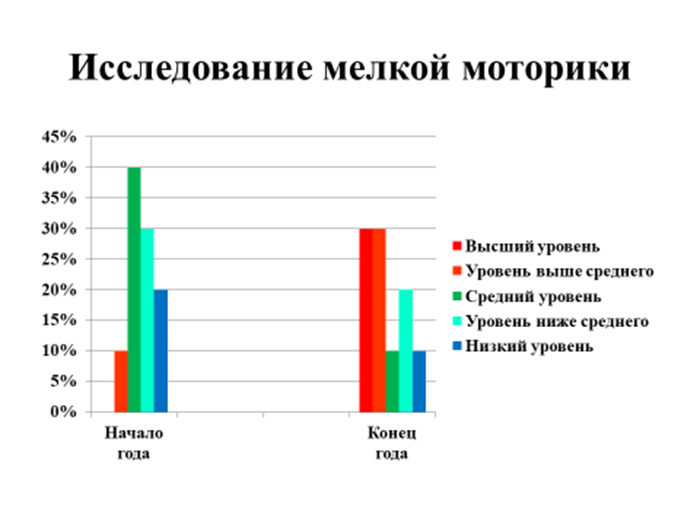 Исследование мелкой моторики
45%
40%
35%
30%
25%
20%
15%
10%
5%
0%
Начало
года
Конец
года
Высший уровень
Уровень выше среднего
Средний уровень
Уровень ниже среднего
Низкий уровень